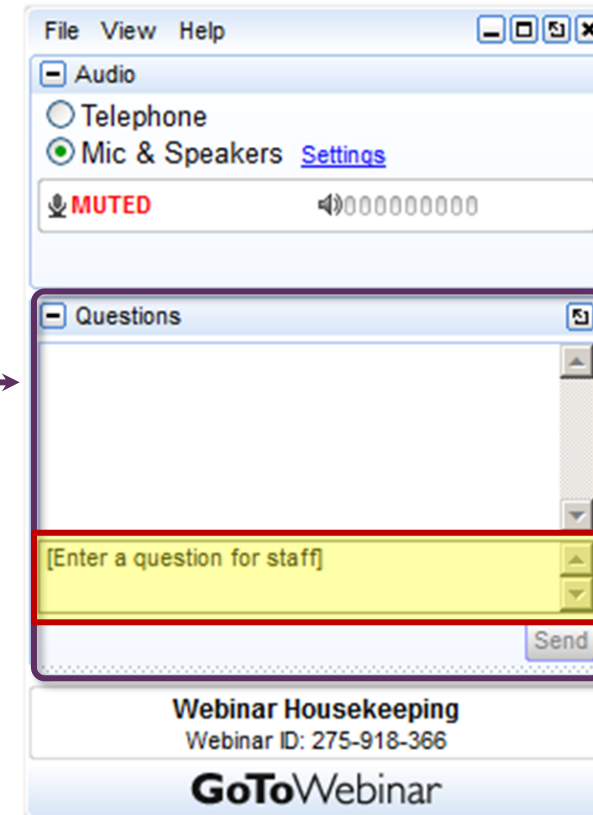 File View Help
Audio
Telephone
Mic & Speakers Settings
MUTED 000000000
Questions
[Enter a question for staff]
Send
Webinar Housekeeping
Webinar ID: 275-918-366
GoToWebinar